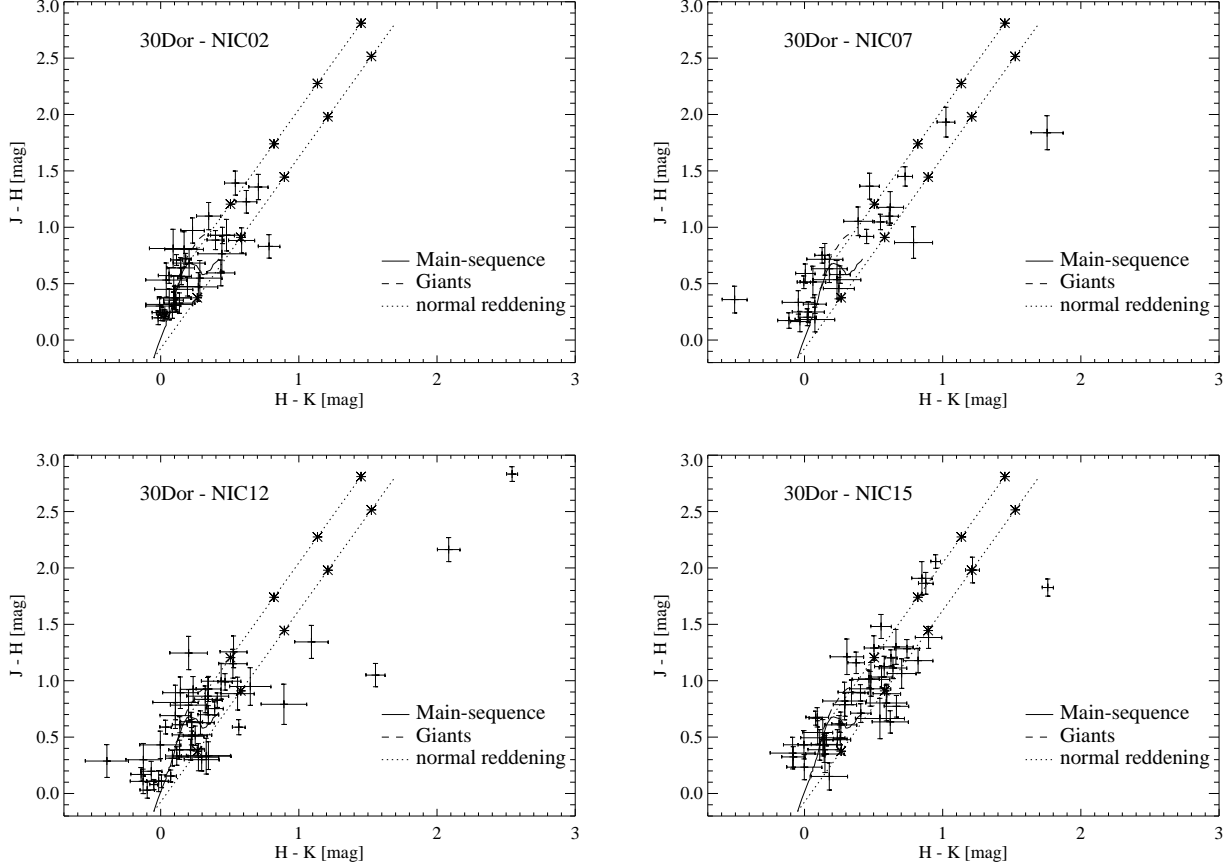 30Dor - NIC02
J - H [mag]
3.0
2.5
2.0
1.5
1.0
0.5
0.0
Main-sequence
Giants
normal reddening
0
1
2
3
H - K [mag]
30Dor - NIC07
J - H [mag]
3.0
2.5
2.0
1.5
1.0
0.5
0.0
Main-sequence
Giants
normal reddening
0
1
2
3
H - K [mag]
30Dor - NIC12
J - H [mag]
3.0
2.5
2.0
1.5
1.0
0.5
0.0
Main-sequence
Giants
normal reddening
0
1
2
3
H - K [mag]
30Dor - NIC15
J - H [mag]
3.0
2.5
2.0
1.5
1.0
0.5
0.0
Main-sequence
Giants
normal reddening
0
1
2
3
H - K [mag]